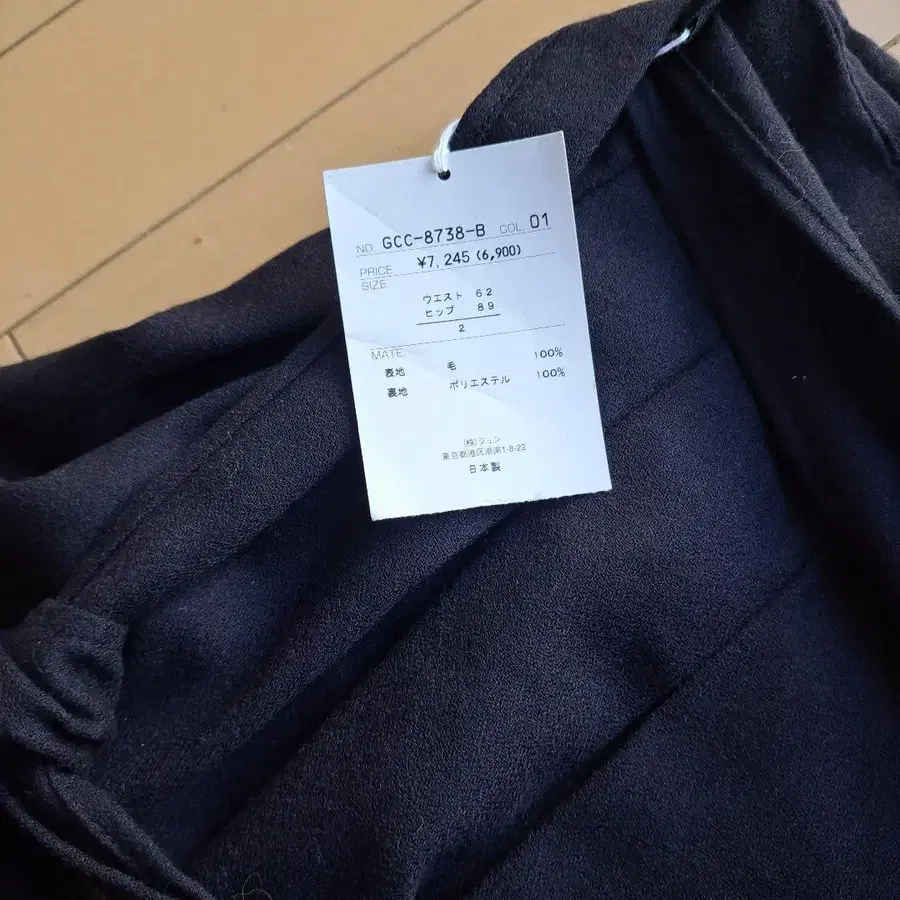 NO. GCC-8738-B COL. 01
PRICE ¥7,245 (6,900)
SIZE
ウエスト 62
ヒップ 89
2
MATE.
表地 毛 100%
裏地 ポリエステル 100%
(株)ジュン
東京都港区港南1-8-22
日本製